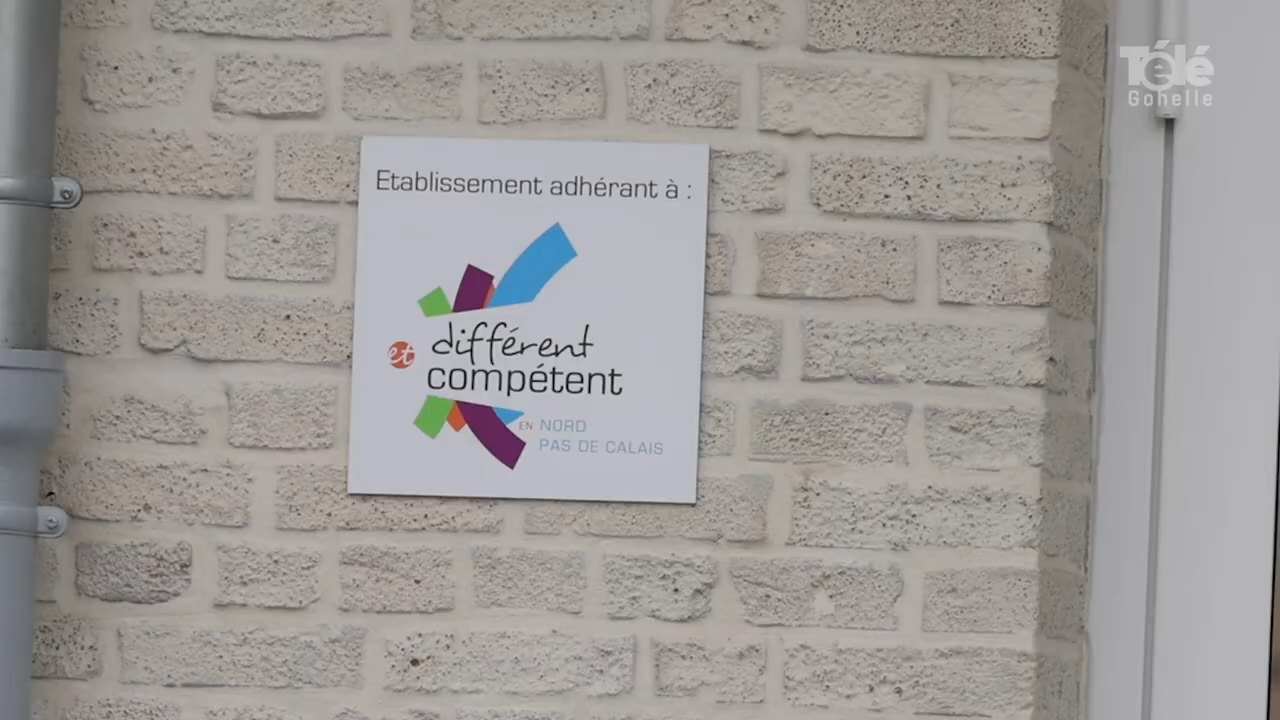 Télé
Gohelle
Etablissement adhérant à :
différent
et
compétent
EN NORD
PAS DE CALAIS